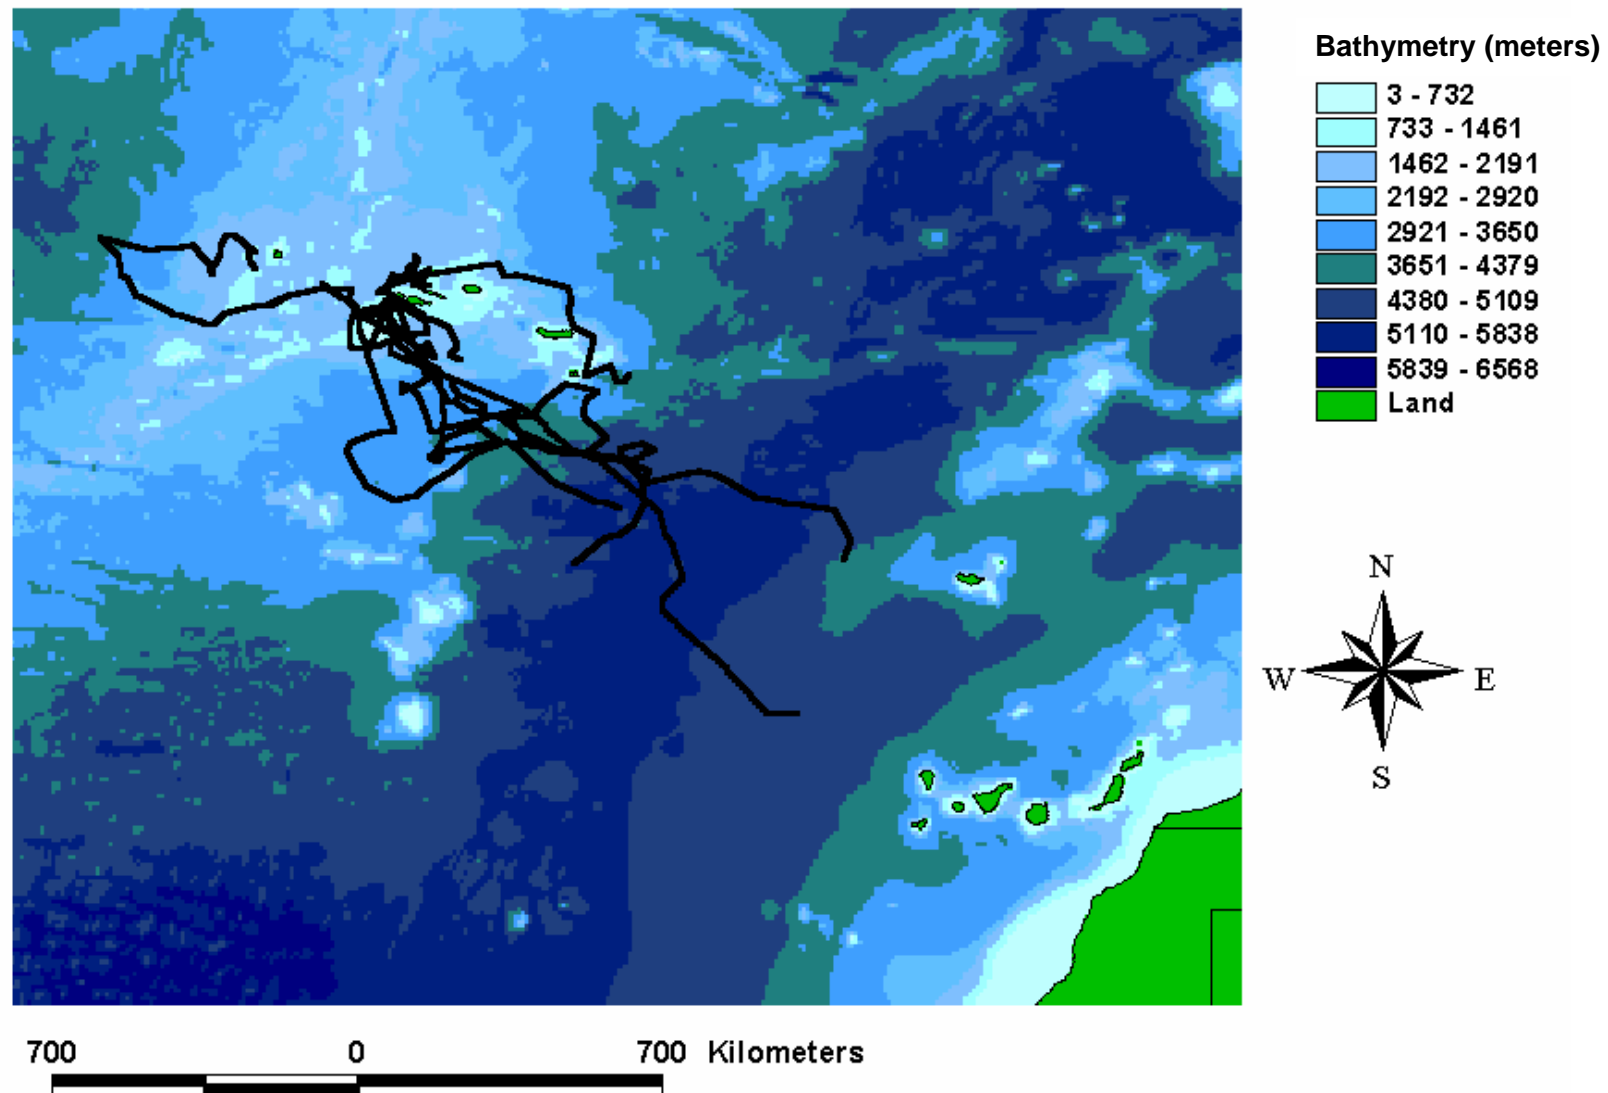 Bathymetry (meters)
3 - 732
733 - 1461
1462 - 2191
2192 - 2920
2921 - 3650
3651 - 4379
4380 - 5109
5110 - 5838
5839 - 6568
Land
N
W E
S
700 0 700 Kilometers